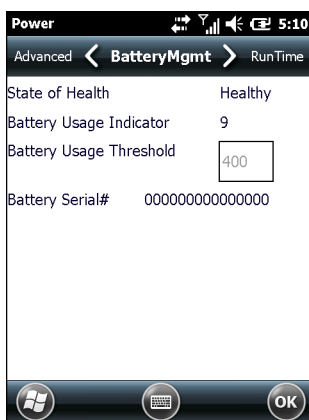 Power 5:10
Advanced BatteryMgmt RunTime
State of Health Healthy
Battery Usage Indicator 9
Battery Usage Threshold 400
Battery Serial# 000000000000000
OK